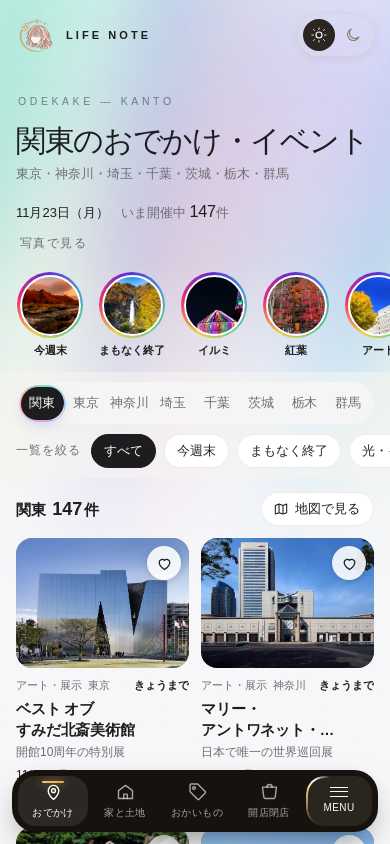 LIFE NOTE
ODEKAKE — KANTO
関東のおでかけ・イベント
東京・神奈川・埼玉・千葉・茨城・栃木・群馬
11月23日（月） いま開催中 147件
写真で見る
今週末 まもなく終了 イルミ 紅葉 アート
関東 東京 神奈川 埼玉 千葉 茨城 栃木 群馬
一覧を絞る すべて 今週末 まもなく終了 光・
関東 147件 地図で見る
アート・展示 東京 きょうまで
ベスト オブ
すみだ北斎美術館
開館10周年の特別展
アート・展示 神奈川 きょうまで
マリー・
アントワネット・…
日本で唯一の世界巡回展
おでかけ 家と土地 おかいもの 開店閉店 MENU